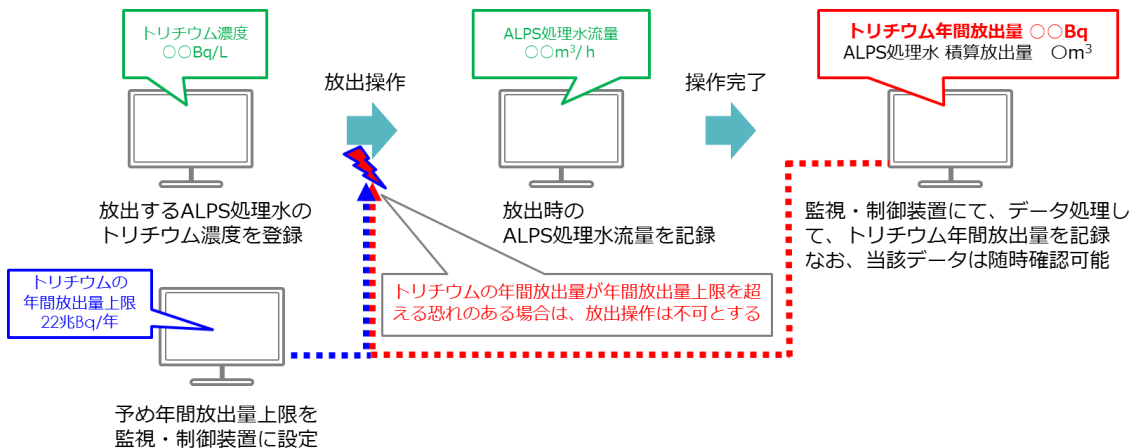 トリチウム濃度
○○Bq/L
放出操作
ALPS処理水流量
○○m³/ h
操作完了
トリチウム年間放出量 ○○Bq
ALPS処理水 積算放出量　○m³
放出するALPS処理水の
トリチウム濃度を登録
放出時の
ALPS処理水流量を記録
監視・制御装置にて、データ処理し
て、トリチウム年間放出量を記録
なお、当該データは随時確認可能
トリチウムの
年間放出量上限
22兆Bq/年
トリチウムの年間放出量が年間放出量上限を超
える恐れのある場合は、放出操作は不可とする
予め年間放出量上限を
監視・制御装置に設定